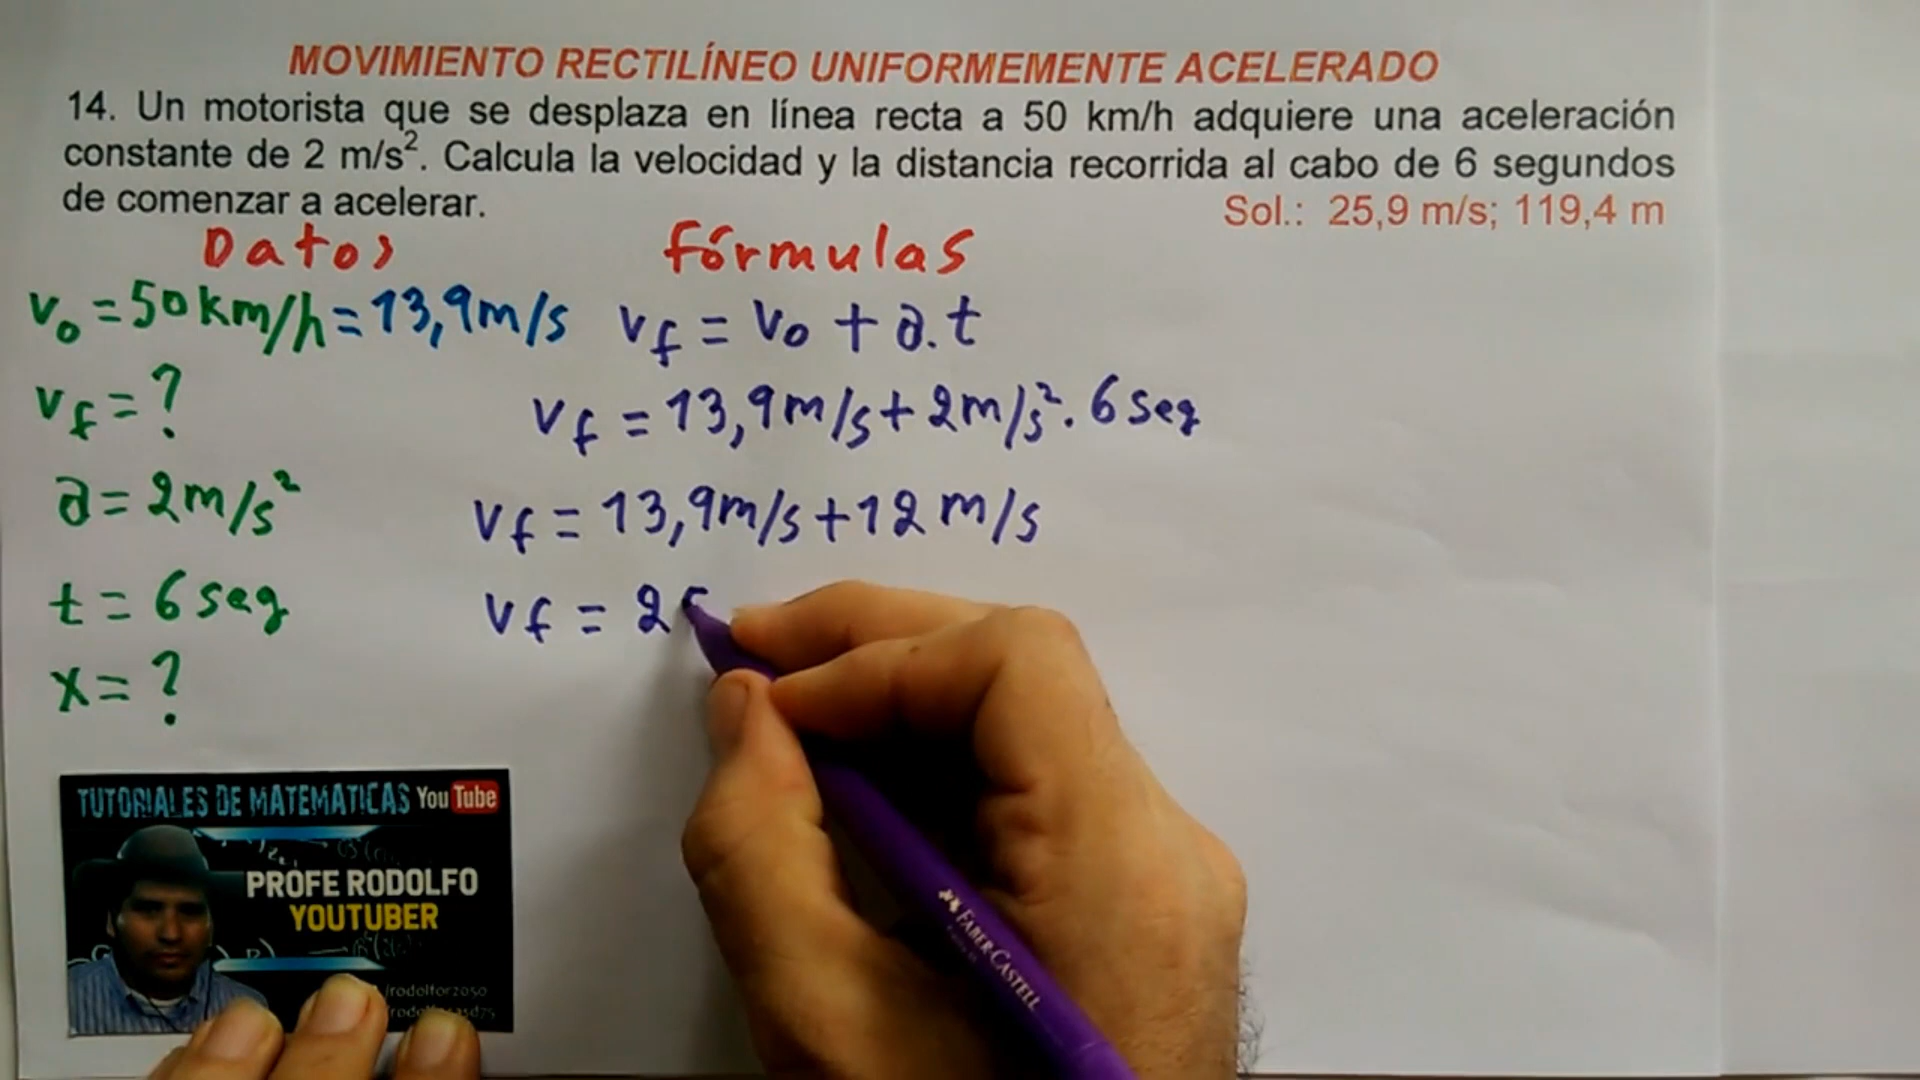 MOVIMIENTO RECTILÍNEO UNIFORMEMENTE ACELERADO
14. Un motorista que se desplaza en línea recta a 50 km/h adquiere una aceleración
constante de 2 m/s². Calcula la velocidad y la distancia recorrida al cabo de 6 segundos
de comenzar a acelerar.
Sol.: 25,9 m/s; 119,4 m
Datos
v₀ = 50 km/h = 13,9 m/s
vf = ?
a = 2 m/s²
t = 6 seg
x = ?
Fórmulas
vf = v₀ + a.t
vf = 13,9 m/s + 2 m/s² . 6 seg
vf = 13,9 m/s + 12 m/s
vf = 25
TUTORIALES DE MATEMATICAS YouTube
PROFE RODOLFO
YOUTUBER
FABER-CASTELL